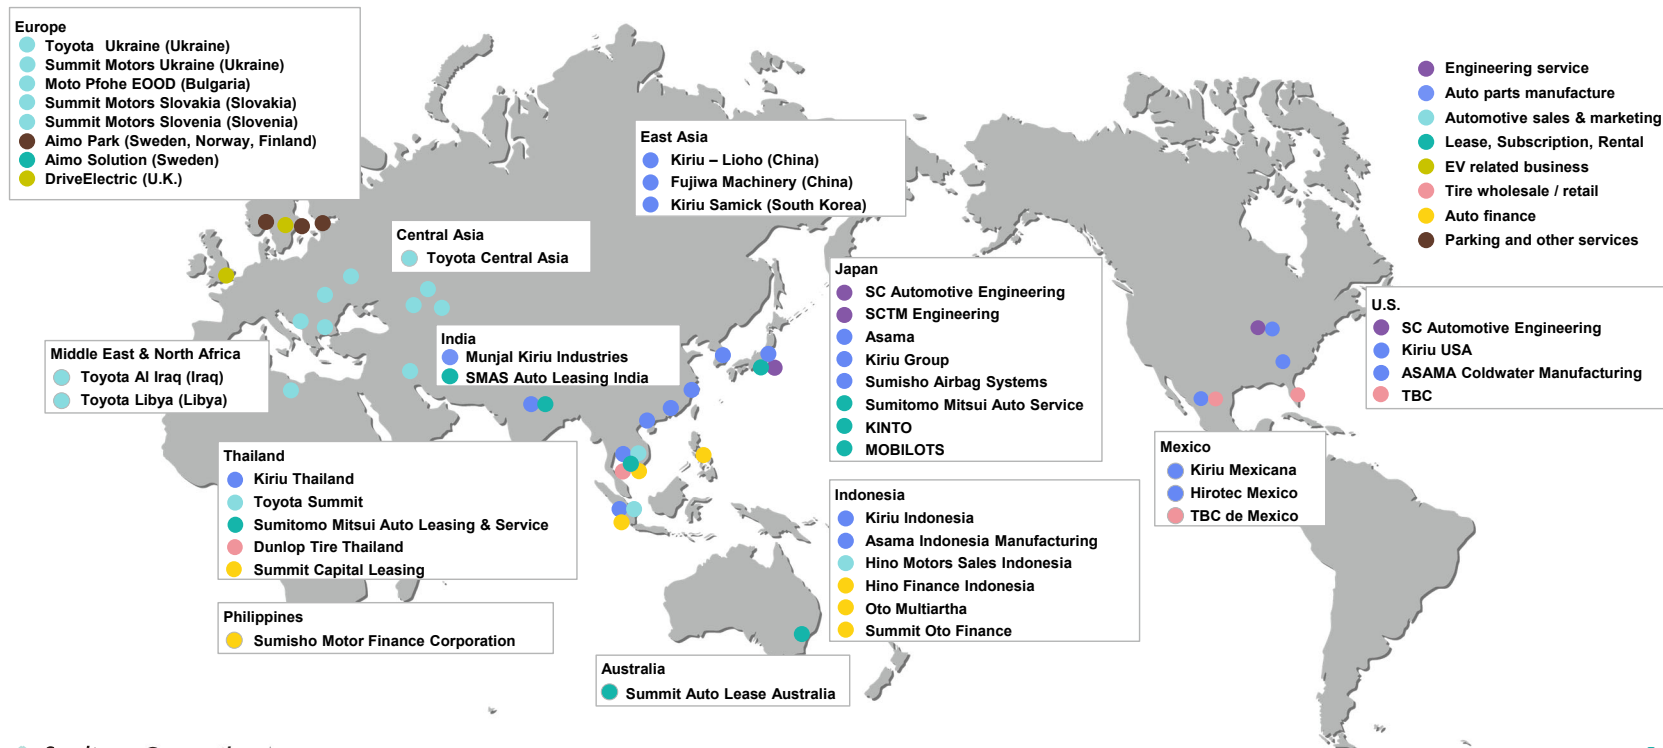 Europe
Toyota Ukraine (Ukraine)
Summit Motors Ukraine (Ukraine)
Moto Pfohe EOOD (Bulgaria)
Summit Motors Slovakia (Slovakia)
Summit Motors Slovenia (Slovenia)
Aimo Park (Sweden, Norway, Finland)
Aimo Solution (Sweden)
DriveElectric (U.K.)
East Asia
Kiriu – Lioho (China)
Fujiwa Machinery (China)
Kiriu Samick (South Korea)
Engineering service
Auto parts manufacture
Automotive sales & marketing
Lease, Subscription, Rental
EV related business
Tire wholesale / retail
Auto finance
Parking and other services
Central Asia
Toyota Central Asia
Japan
SC Automotive Engineering
SCTM Engineering
Asama
Kiriu Group
Sumisho Airbag Systems
Sumitomo Mitsui Auto Service
KINTO
MOBILOTS
U.S.
SC Automotive Engineering
Kiriu USA
ASAMA Coldwater Manufacturing
TBC
India
Munjal Kiriu Industries
SMAS Auto Leasing India
Middle East & North Africa
Toyota Al Iraq (Iraq)
Toyota Libya (Libya)
Mexico
Kiriu Mexicana
Hirotec Mexico
TBC de Mexico
Thailand
Kiriu Thailand
Toyota Summit
Sumitomo Mitsui Auto Leasing & Service
Dunlop Tire Thailand
Summit Capital Leasing
Indonesia
Kiriu Indonesia
Asama Indonesia Manufacturing
Hino Motors Sales Indonesia
Hino Finance Indonesia
Oto Multiartha
Summit Oto Finance
Philippines
Sumisho Motor Finance Corporation
Australia
Summit Auto Lease Australia